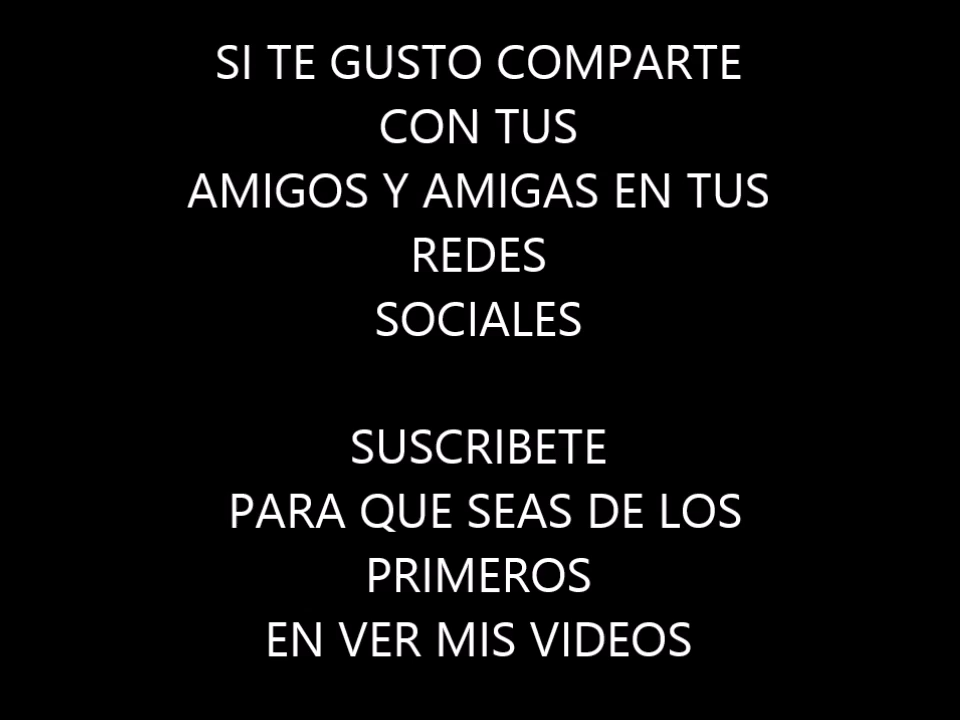 SI TE GUSTO COMPARTE
CON TUS
AMIGOS Y AMIGAS EN TUS
REDES
SOCIALES
SUSCRIBETE
PARA QUE SEAS DE LOS
PRIMEROS
EN VER MIS VIDEOS